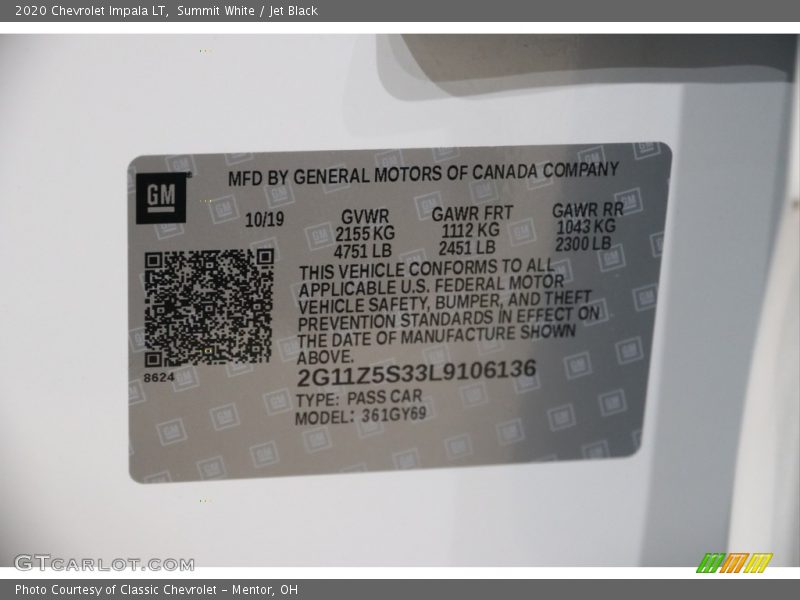 2020 Chevrolet Impala LT, Summit White / Jet Black
GM
MFD BY GENERAL MOTORS OF CANADA COMPANY
10/19 GVWR GAWR FRT GAWR RR
2155 KG 1112 KG 1043 KG
4751 LB 2451 LB 2300 LB
THIS VEHICLE CONFORMS TO ALL
APPLICABLE U.S. FEDERAL MOTOR
VEHICLE SAFETY, BUMPER, AND THEFT
PREVENTION STANDARDS IN EFFECT ON
THE DATE OF MANUFACTURE SHOWN
ABOVE.
8624
2G11Z5S33L9106136
TYPE: PASS CAR
MODEL: 361GY69
GTCARLOT.COM
Photo Courtesy of Classic Chevrolet - Mentor, OH